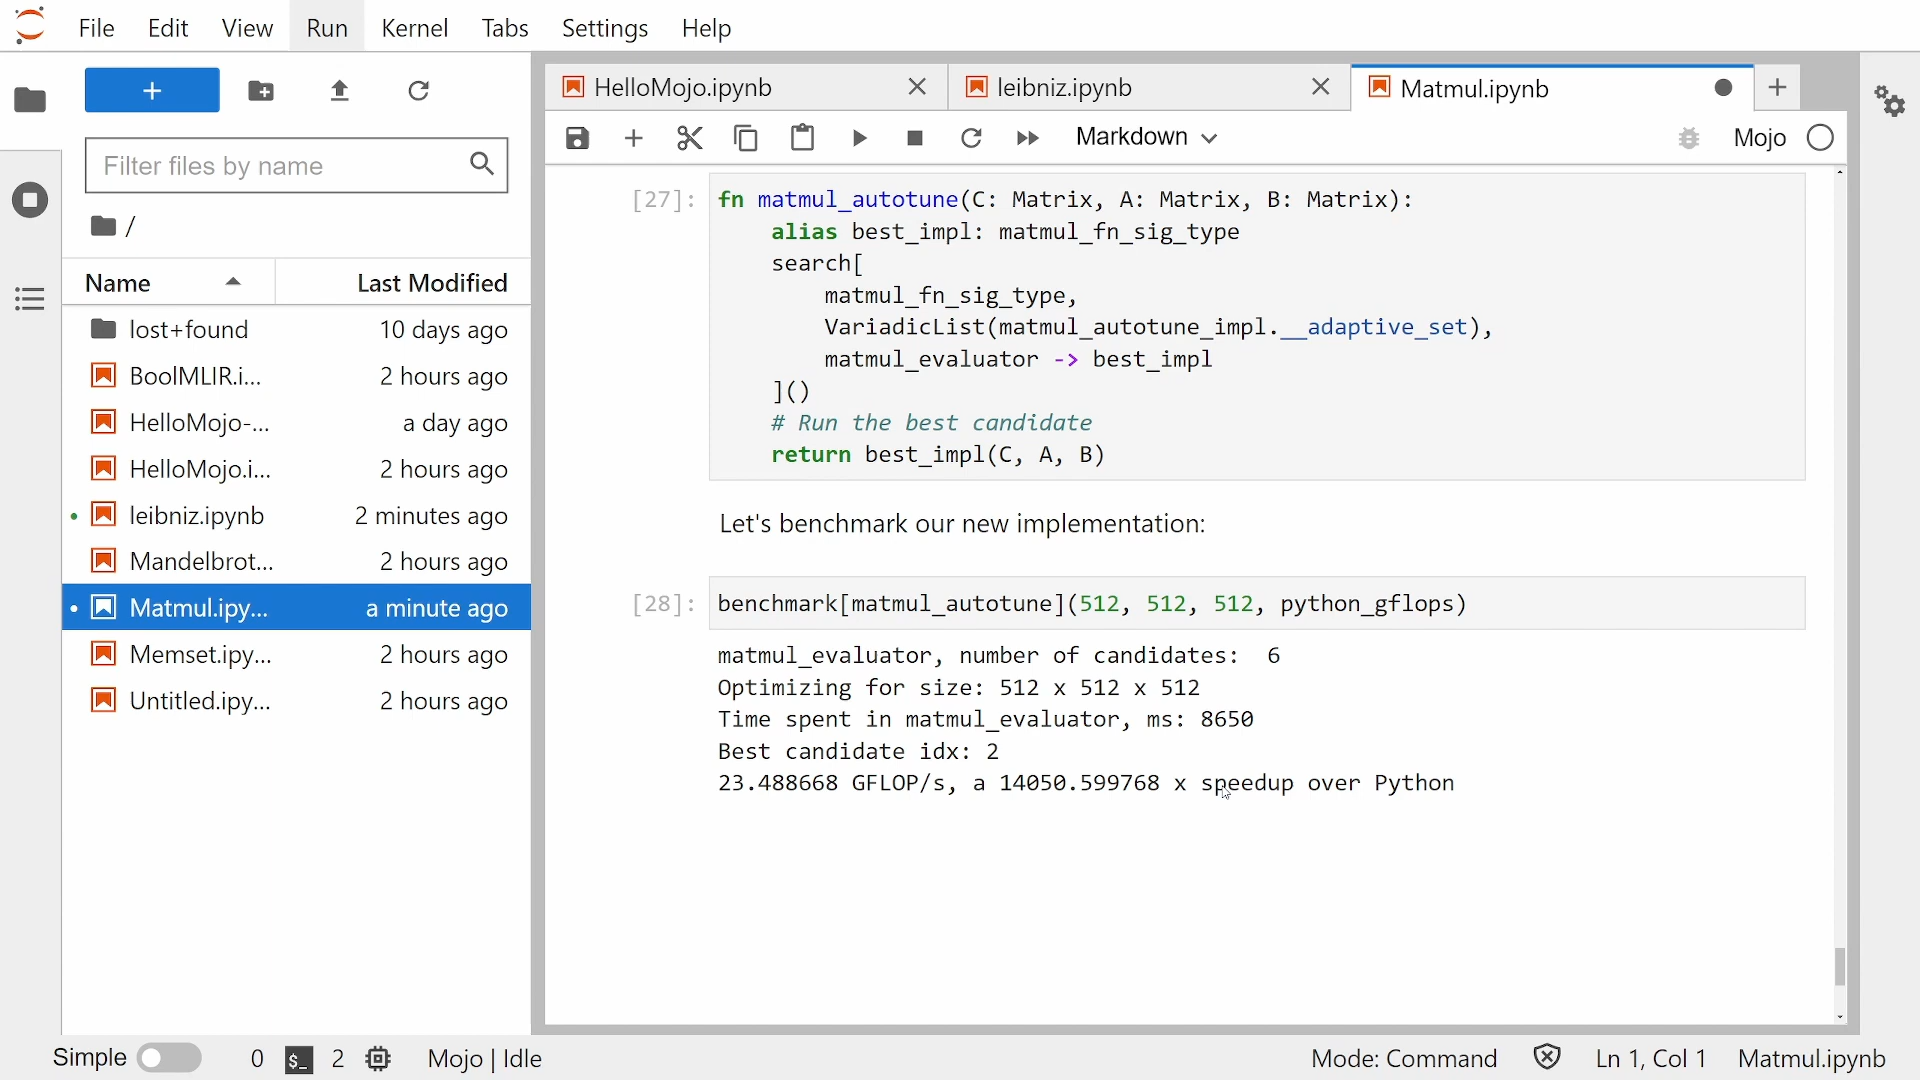 File Edit View Run Kernel Tabs Settings Help
+
Filter files by name
/
Name Last Modified
lost+found 10 days ago
BoolMLIR.i... 2 hours ago
HelloMojo-... a day ago
HelloMojo.i... 2 hours ago
leibniz.ipynb 2 minutes ago
Mandelbrot... 2 hours ago
Matmul.ipy... a minute ago
Memset.ipy... 2 hours ago
Untitled.ipy... 2 hours ago
HelloMojo.ipynb leibniz.ipynb Matmul.ipynb
Markdown Mojo
[27]: fn matmul_autotune(C: Matrix, A: Matrix, B: Matrix):
    alias best_impl: matmul_fn_sig_type
    search[
        matmul_fn_sig_type,
        VariadicList(matmul_autotune_impl.__adaptive_set),
        matmul_evaluator -> best_impl
    ]()
    # Run the best candidate
    return best_impl(C, A, B)
Let's benchmark our new implementation:
[28]: benchmark[matmul_autotune](512, 512, 512, python_gflops)
matmul_evaluator, number of candidates:  6
Optimizing for size: 512 x 512 x 512
Time spent in matmul_evaluator, ms: 8650
Best candidate idx: 2
23.488668 GFLOP/s, a 14050.599768 x speedup over Python
Simple 0 $_ 2 Mojo | Idle Mode: Command Ln 1, Col 1 Matmul.ipynb